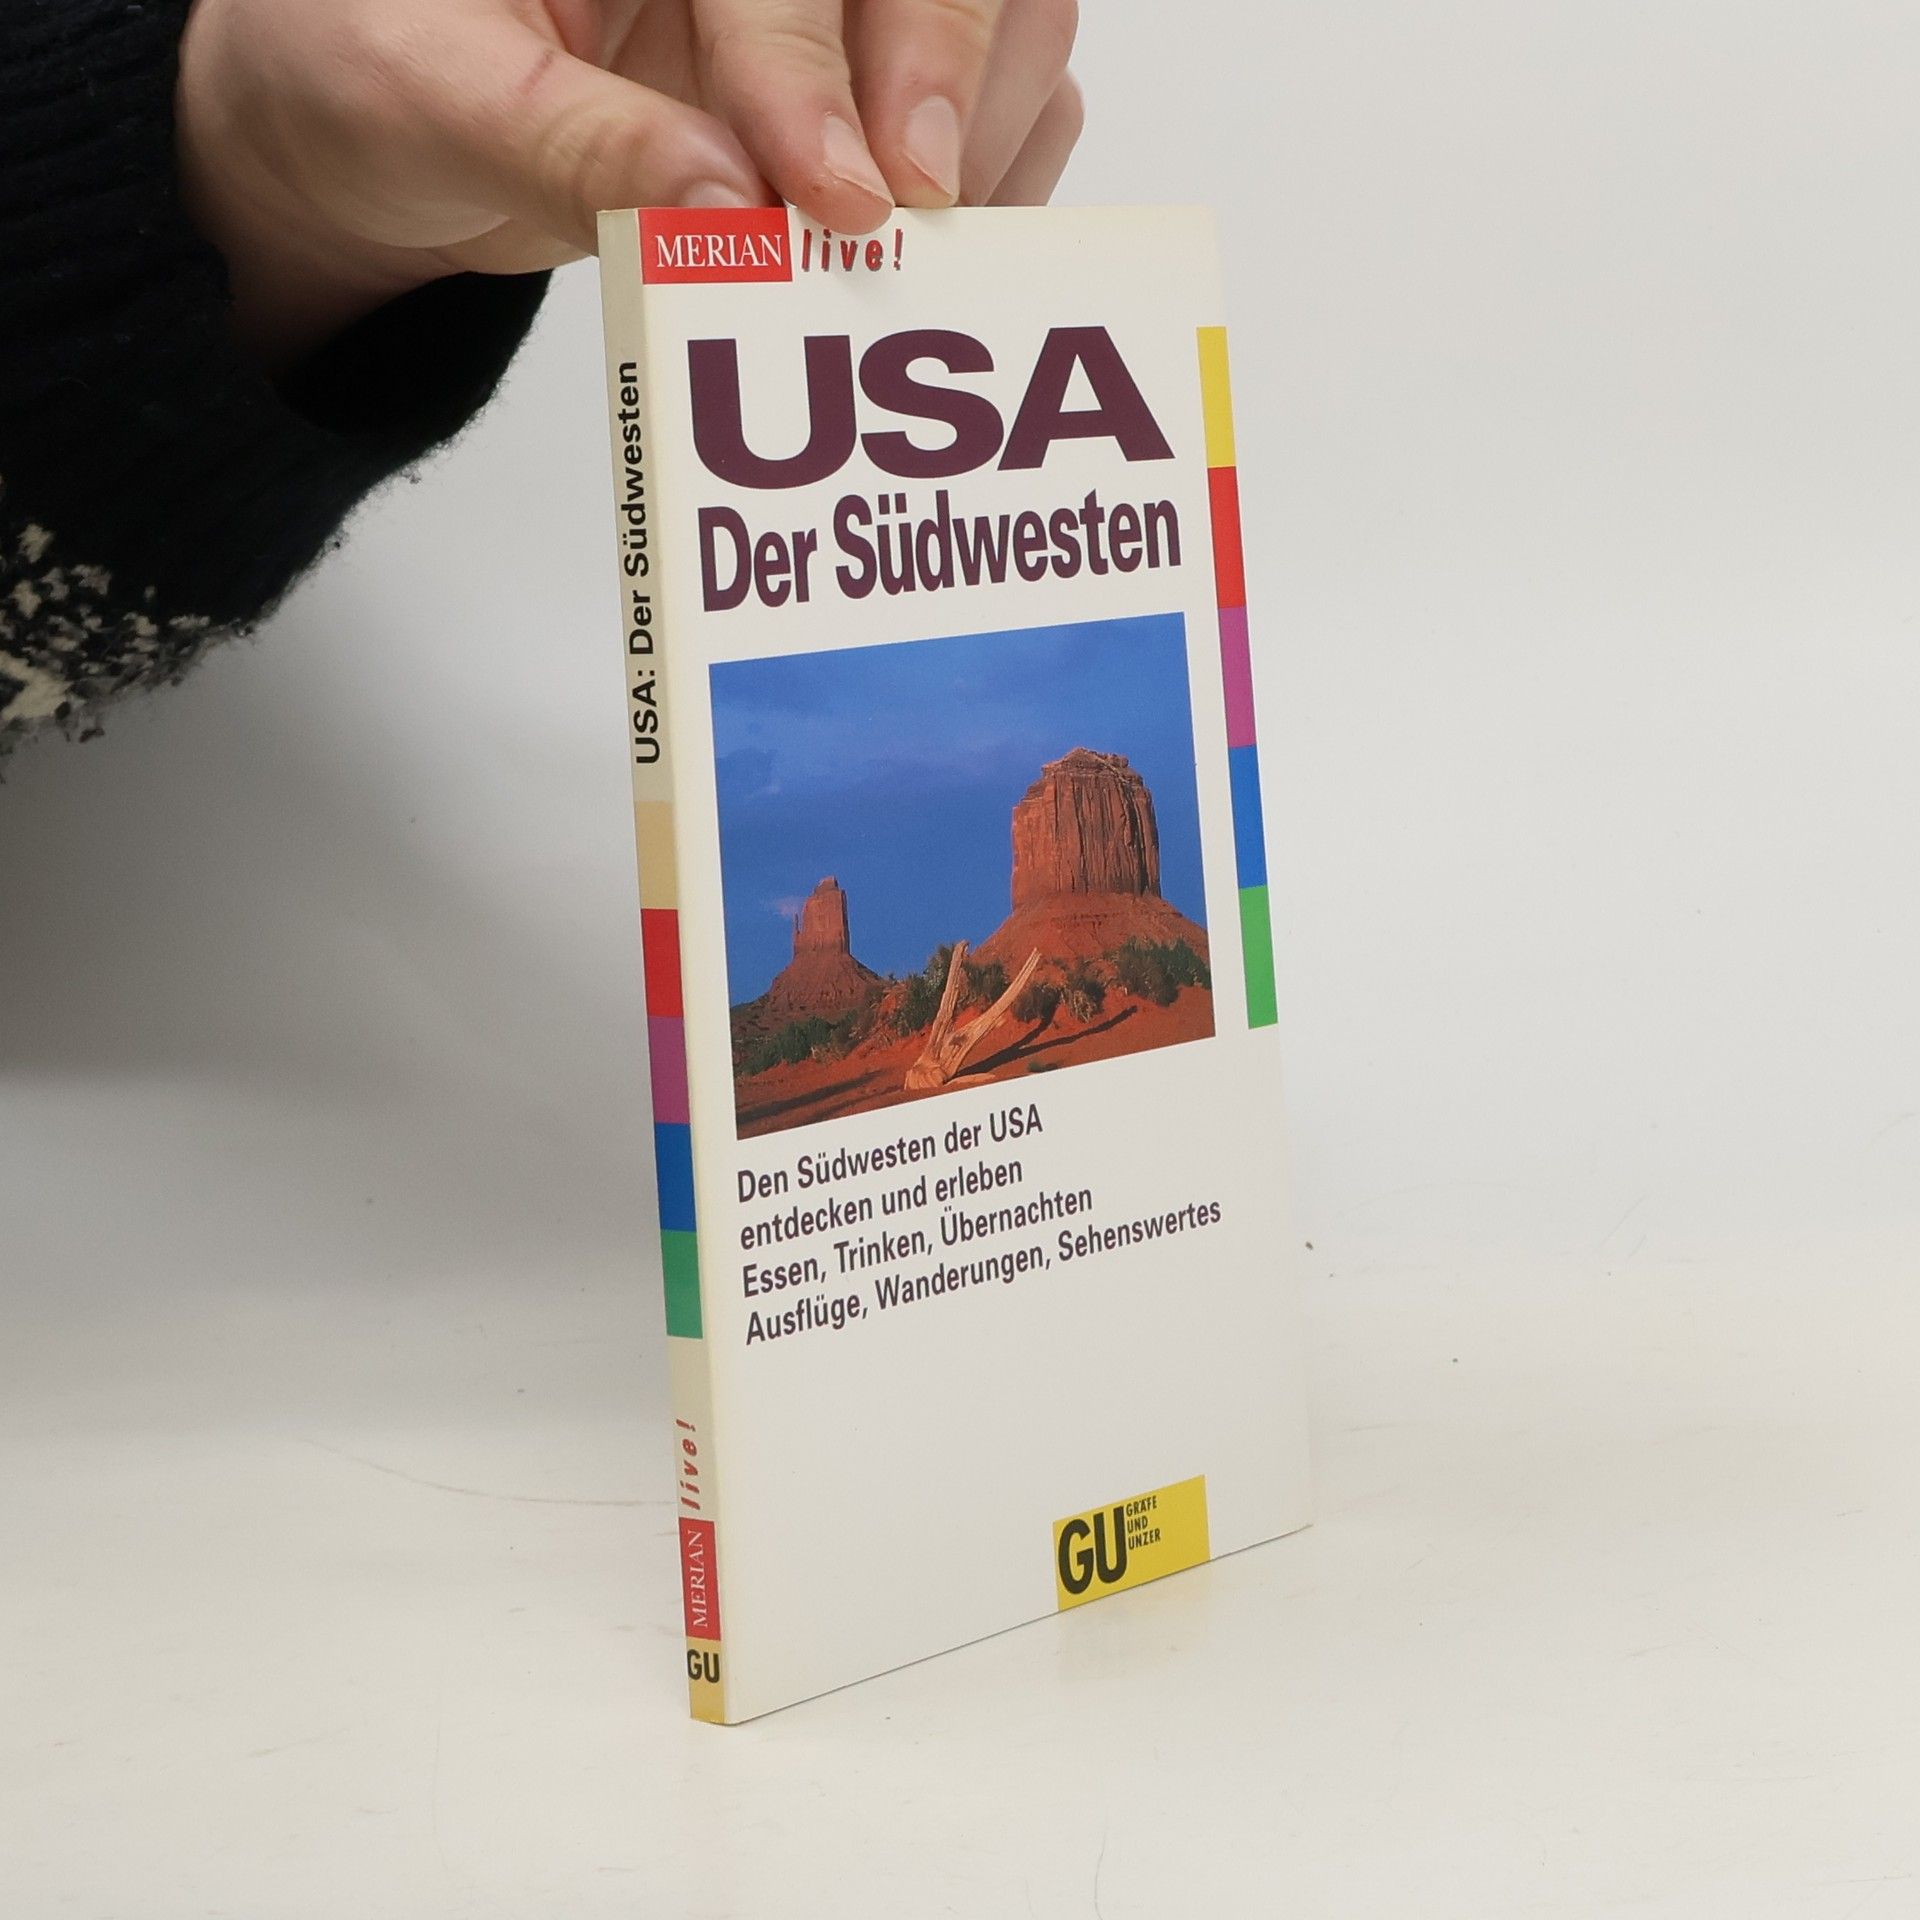 MERIAN live!
USA
Der Südwesten
Den Südwesten der USA
entdecken und erleben
Essen, Trinken, Übernachten
Ausflüge, Wanderungen, Sehenswertes
GU GRÄFE
UND
UNZER
USA: Der Südwesten
MERIAN live!
GU